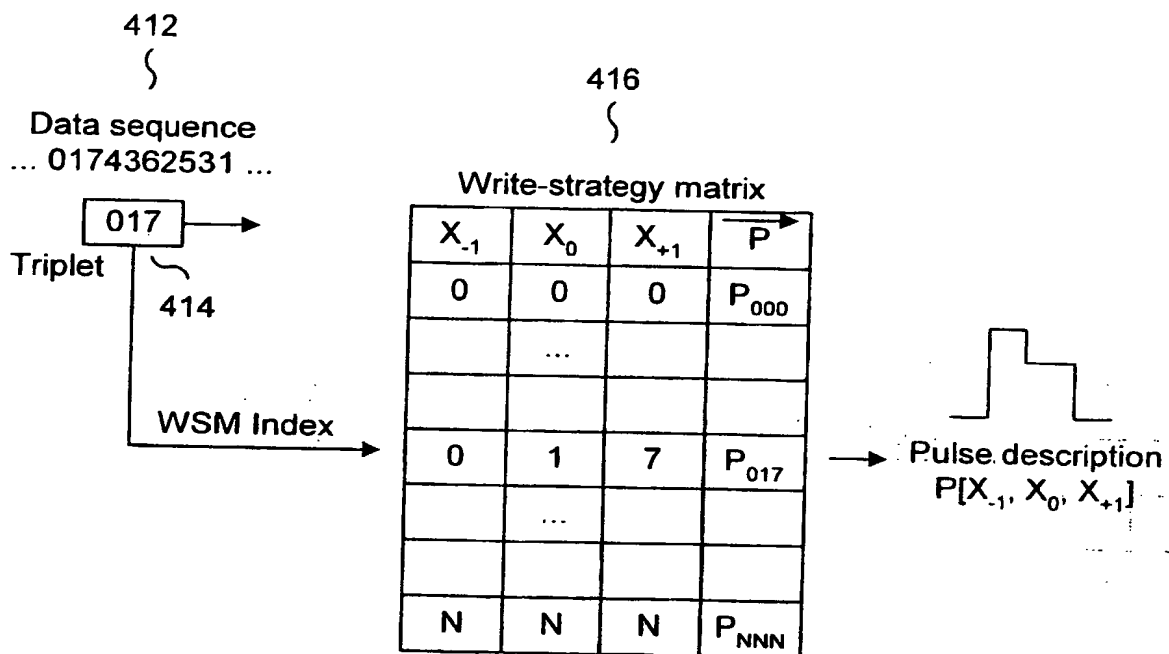 412
416
Data sequence
... 0174362531 ...
Write-strategy matrix
017
Triplet
414
X₋₁ X₀ X₊₁ P⃗
0 0 0 P₀₀₀
...
WSM Index
0 1 7 P₀₁₇
Pulse description
P[X₋₁, X₀, X₊₁]
...
N N N P_NNN